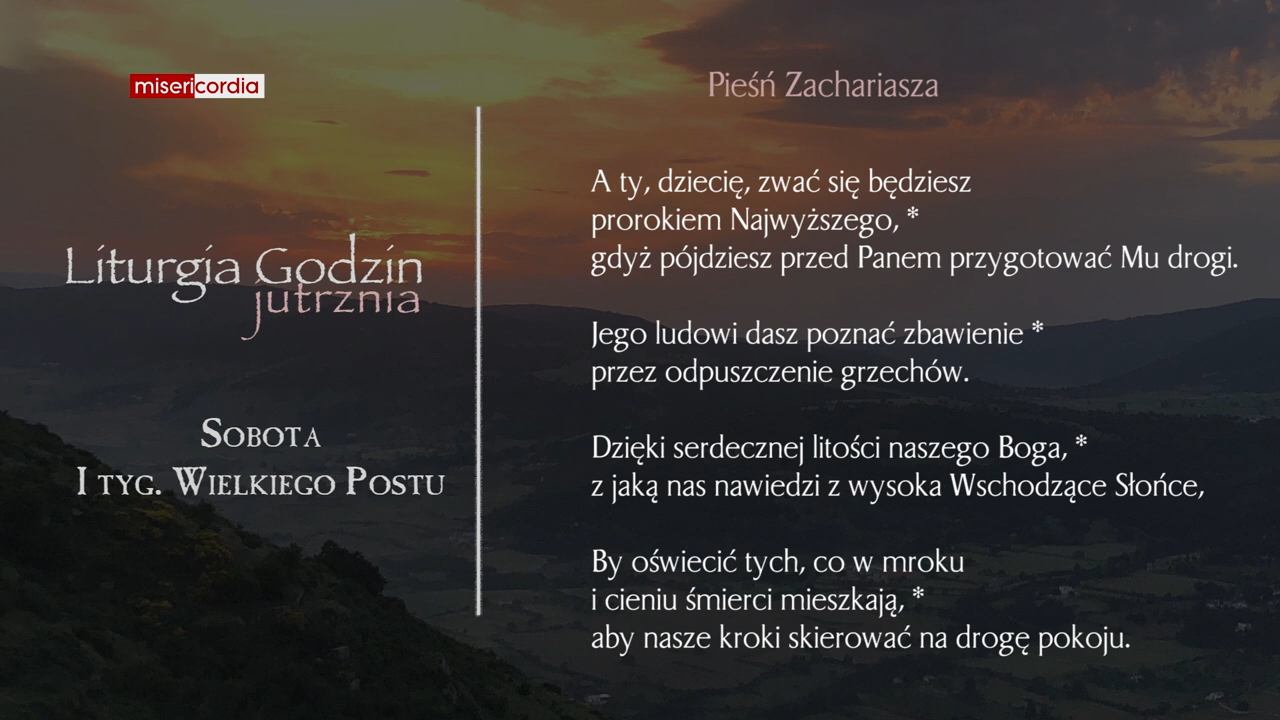 misericordia
Liturgia Godzin
jutrznia
Sobota
I tyg. Wielkiego Postu
Pieśń Zachariasza
A ty, dziecię, zwać się będziesz
prorokiem Najwyższego, *
gdyż pójdziesz przed Panem przygotować Mu drogi.
Jego ludowi dasz poznać zbawienie *
przez odpuszczenie grzechów.
Dzięki serdecznej litości naszego Boga, *
z jaką nas nawiedzi z wysoka Wschodzące Słońce,
By oświecić tych, co w mroku
i cieniu śmierci mieszkają, *
aby nasze kroki skierować na drogę pokoju.